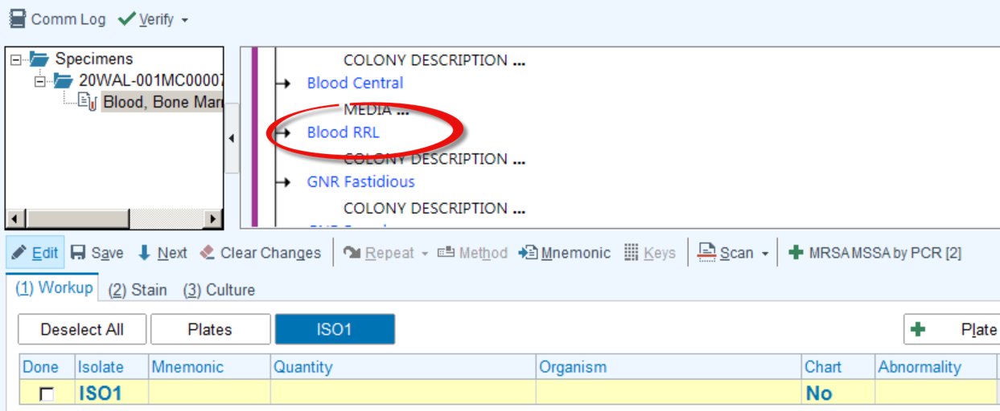 Comm Log Verify
Specimens
20WAL-001MC00007
Blood, Bone Mar
COLONY DESCRIPTION ...
Blood Central
MEDIA ...
Blood RRL
COLONY DESCRIPTION ...
GNR Fastidious
COLONY DESCRIPTION ...
Edit Save Next Clear Changes Repeat Method Mnemonic Keys Scan MRSA MSSA by PCR [2]
(1) Workup (2) Stain (3) Culture
Deselect All Plates ISO1 Plate
Done Isolate Mnemonic Quantity Organism Chart Abnormality
ISO1 No